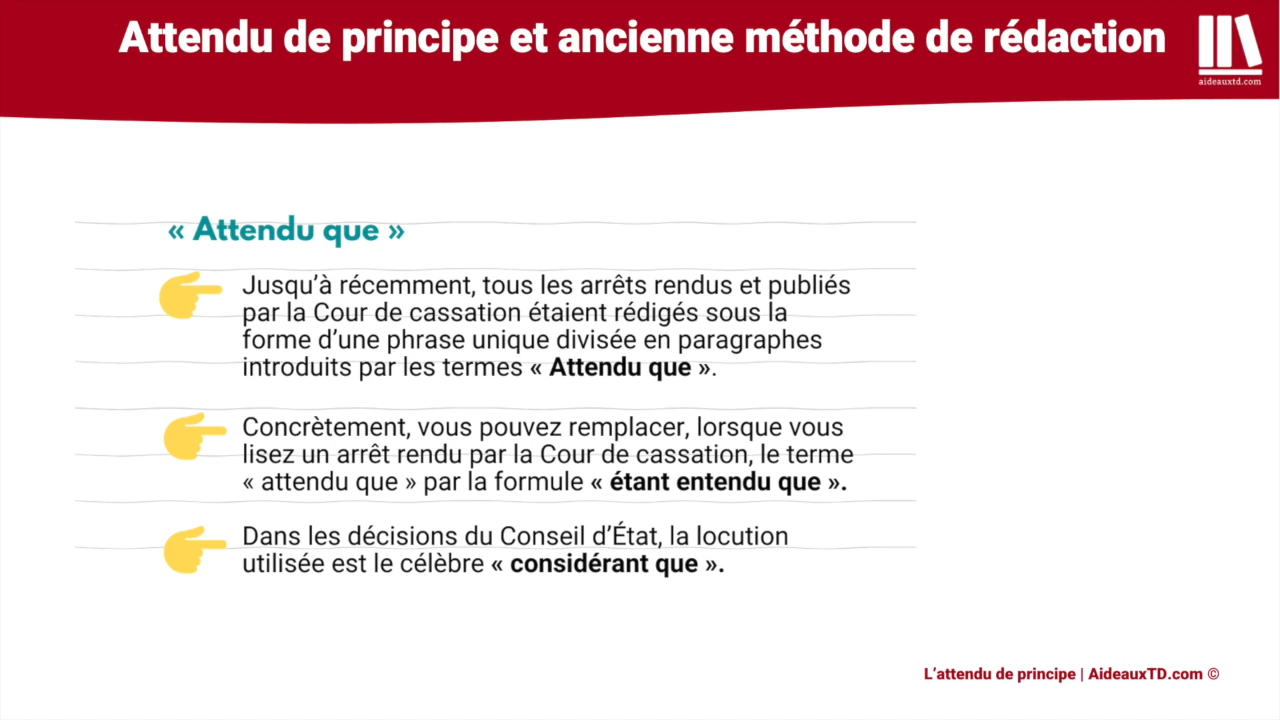 Attendu de principe et ancienne méthode de rédaction
aideauxtd.com
« Attendu que »
Jusqu’à récemment, tous les arrêts rendus et publiés
par la Cour de cassation étaient rédigés sous la
forme d’une phrase unique divisée en paragraphes
introduits par les termes « Attendu que ».
Concrètement, vous pouvez remplacer, lorsque vous
lisez un arrêt rendu par la Cour de cassation, le terme
« attendu que » par la formule « étant entendu que ».
Dans les décisions du Conseil d’État, la locution
utilisée est le célèbre « considérant que ».
L’attendu de principe | AideauxTD.com ©